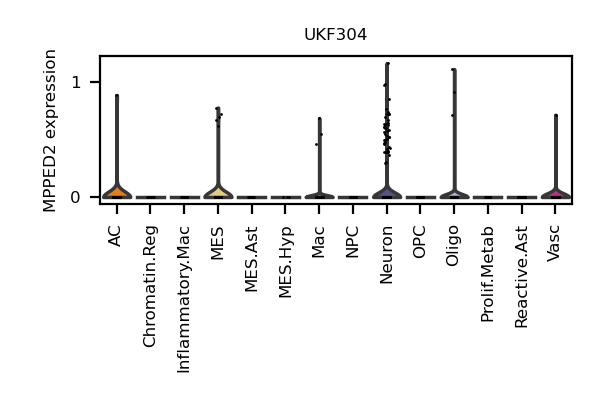 UKF304
MPPED2 expression
1
0
AC
Chromatin.Reg
Inflammatory.Mac
MES
MES.Ast
MES.Hyp
Mac
NPC
Neuron
OPC
Oligo
Prolif.Metab
Reactive.Ast
Vasc